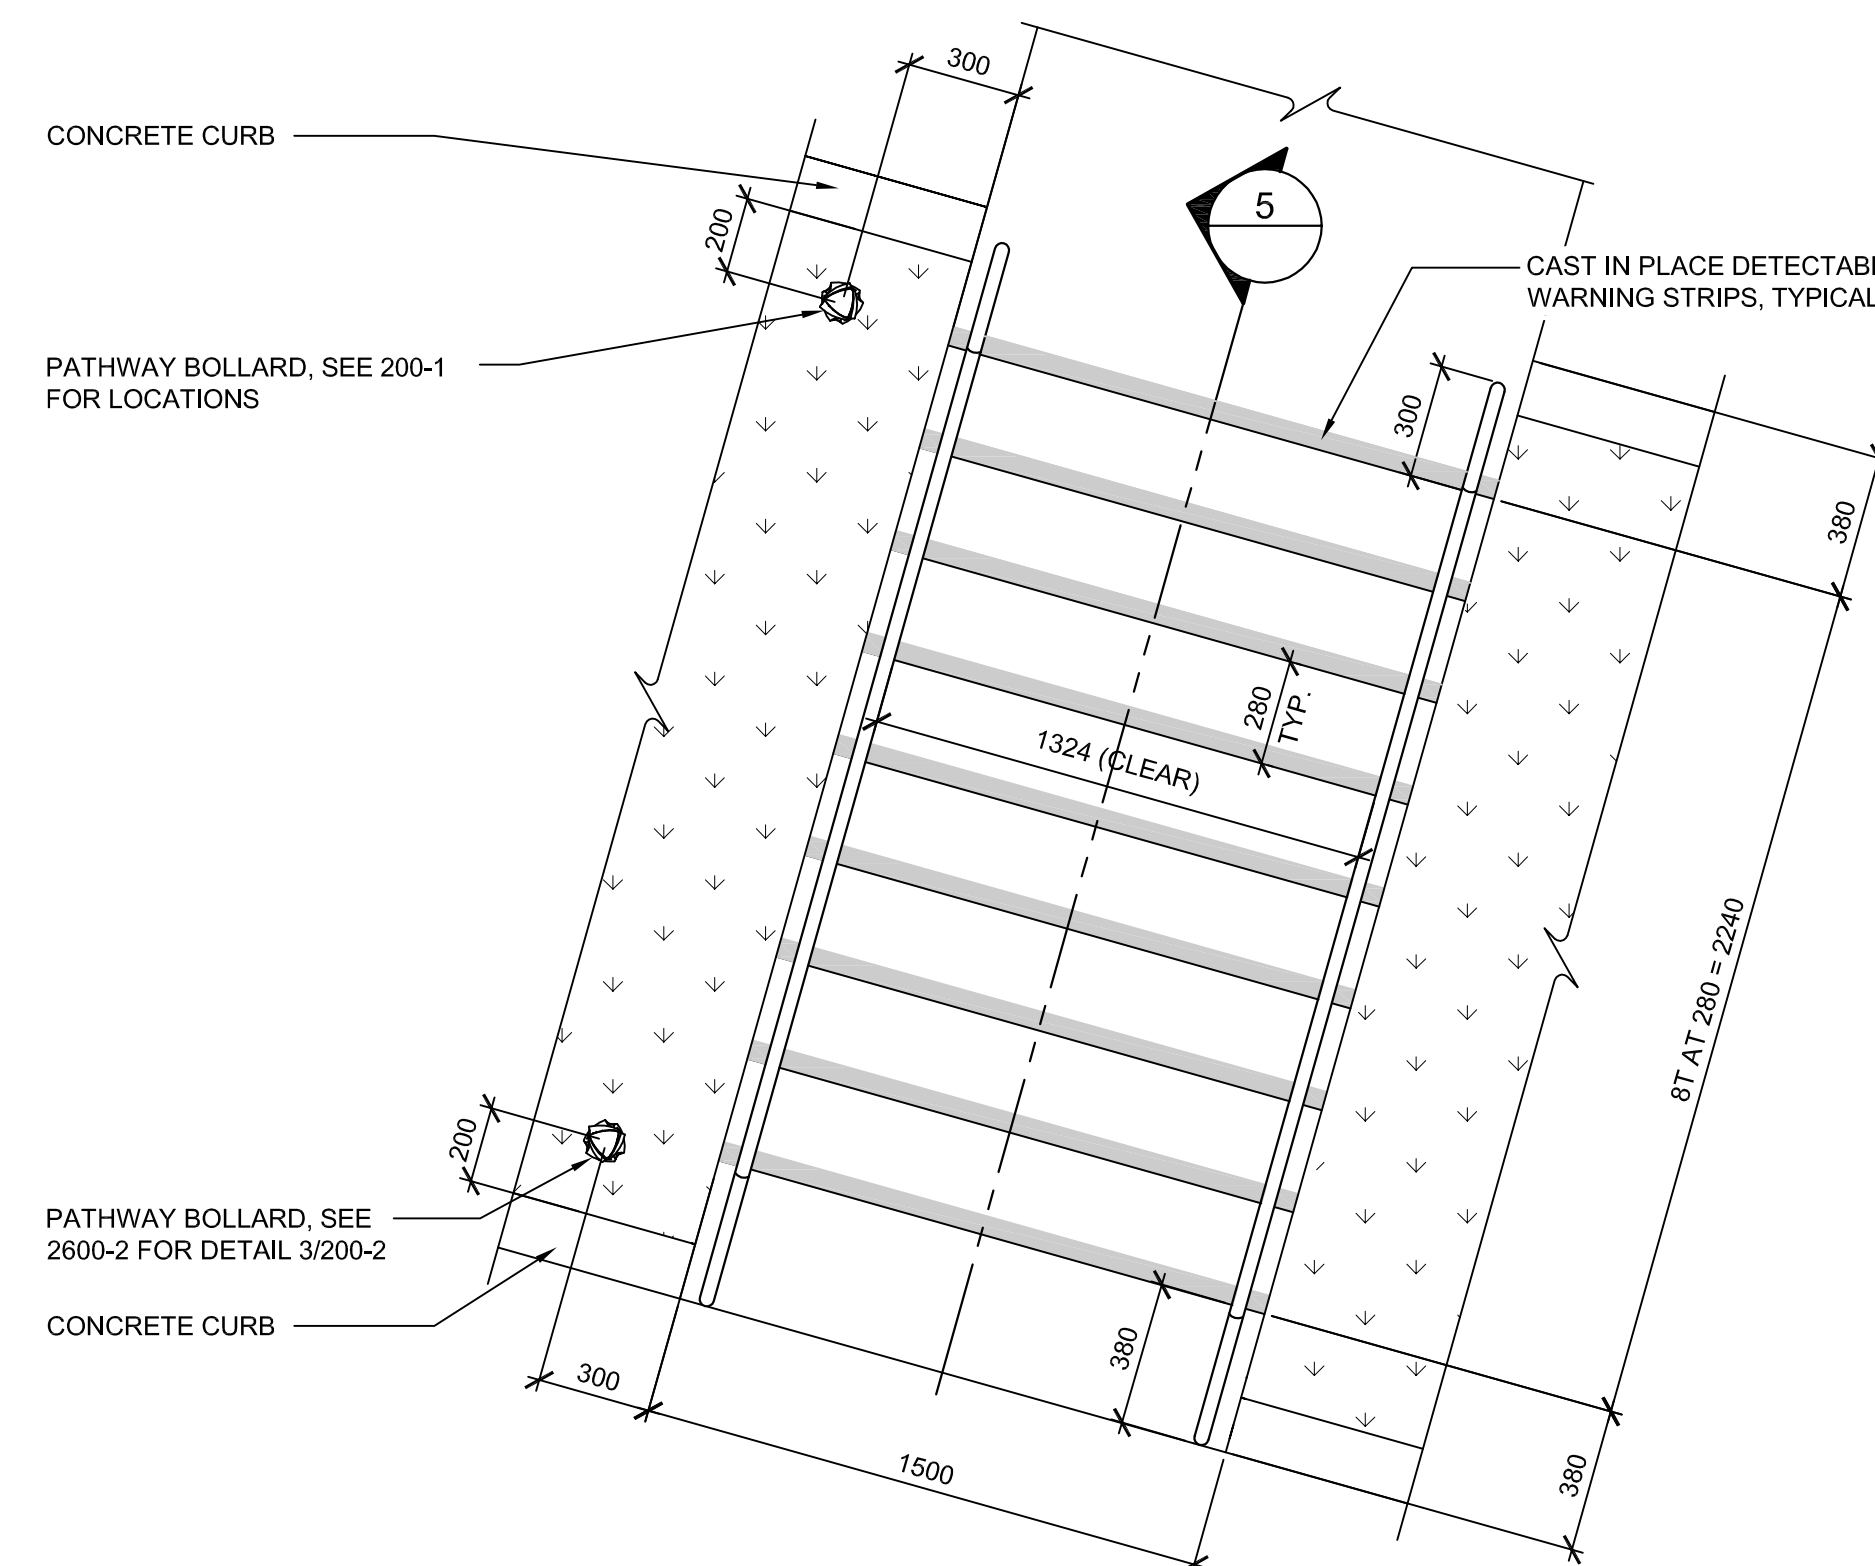 300
CONCRETE CURB
200
5
CAST IN PLACE DETECTABL
WARNING STRIPS, TYPICAL
PATHWAY BOLLARD, SEE 200-1
FOR LOCATIONS
300
380
280
TYP.
1324 (CLEAR)
8T AT 280 = 2240
200
PATHWAY BOLLARD, SEE
2600-2 FOR DETAIL 3/200-2
CONCRETE CURB
380
300
1500
380